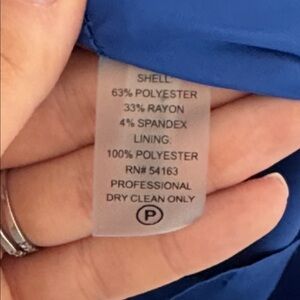 SHELL:
63% POLYESTER
33% RAYON
4% SPANDEX
LINING:
100% POLYESTER
RN# 54163
PROFESSIONAL
DRY CLEAN ONLY
P